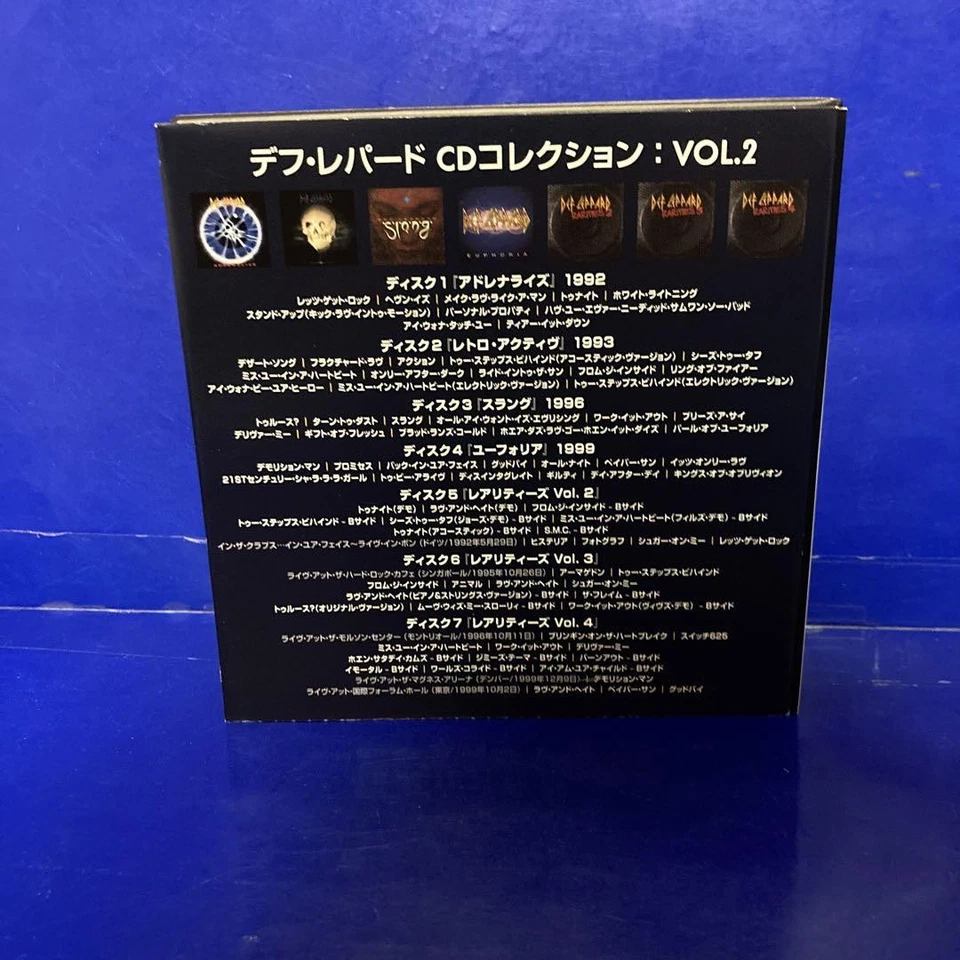 デフ・レパード CDコレクション：VOL.2
DEF LEPPARD
RARITIES 2
DEF LEPPARD
RARITIES 3
DEF LEPPARD
RARITIES 4
slang
EUPHORIA
ディスク1『アドレナライズ』 1992
レッツ・ゲット・ロック | ヘヴン・イズ | メイク・ラヴ・ライク・ア・マン | トゥナイト | ホワイト・ライトニング
スタンド・アップ(キック・ラヴ・イントゥ・モーション) | パーソナル・プロパティ | ハヴ・ユー・エヴァー・ニーディッド・サムワン・ソー・バッド
アイ・ウォナ・タッチ・ユー | ティアー・イット・ダウン
ディスク2『レトロ・アクティヴ』 1993
デザート・ソング | フラクチャード・ラヴ | アクション | トゥー・ステップス・ビハインド(アコースティック・ヴァージョン) | シーズ・トゥー・タフ
ミス・ユー・イン・ア・ハートビート | オンリー・アフター・ダーク | ライド・イントゥ・ザ・サン | フロム・ジ・インサイド | リング・オブ・ファイアー
アイ・ウォナ・ビー・ユア・ヒーロー | ミス・ユー・イン・ア・ハートビート(エレクトリック・ヴァージョン) | トゥー・ステップス・ビハインド(エレクトリック・ヴァージョン)
ディスク3『スラング』 1996
トゥルース? | ターン・トゥ・ダスト | スラング | オール・アイ・ウォント・イズ・エヴリシング | ワーク・イット・アウト | ブリーズ・ア・サイ
デリヴァー・ミー | ギフト・オブ・フレッシュ | ブラッド・ランズ・コールド | ホエア・ダズ・ラヴ・ゴー・ホエン・イット・ダイズ | パール・オブ・ユーフォリア
ディスク4『ユーフォリア』 1999
デモリション・マン | プロミセス | バック・イン・ユア・フェイス | グッドバイ | オール・ナイト | ペイパー・サン | イッツ・オンリー・ラヴ
21STセンチュリー・シャ・ラ・ラ・ラ・ガール | トゥ・ビー・アライヴ | ディスインタグレイト | ギルティ | デイ・アフター・デイ | キングス・オブ・オブリヴィオン
ディスク5『レアリティーズ Vol. 2』
トゥナイト(デモ) | ラヴ・アンド・ヘイト(デモ) | フロム・ジ・インサイド - Bサイド
トゥー・ステップス・ビハインド - Bサイド | シーズ・トゥー・タフ(ジョーズ・デモ) - Bサイド | ミス・ユー・イン・ア・ハートビート(フィルズ・デモ) - Bサイド
トゥナイト(アコースティック) - Bサイド | S.M.C. - Bサイド
イン・ザ・クラブス…イン・ユア・フェイス～ライヴ・イン・ボン (ドイツ/1992年5月29日) | ヒステリア | フォトグラフ | シュガー・オン・ミー | レッツ・ゲット・ロック
ディスク6『レアリティーズ Vol. 3』
ライヴ・アット・ザ・ハード・ロック・カフェ (シンガポール/1995年10月26日) | アーマゲドン | トゥー・ステップス・ビハインド
フロム・ジ・インサイド | アニマル | ラヴ・アンド・ヘイト | シュガー・オン・ミー
ラヴ・アンド・ヘイト(ピアノ&ストリングス・ヴァージョン) - Bサイド | ザ・フレイム - Bサイド
トゥルース?(オリジナル・ヴァージョン) | ムーヴ・ウィズ・ミー・スローリィ - Bサイド | ワーク・イット・アウト(ヴィヴズ・デモ) - Bサイド
ディスク7『レアリティーズ Vol. 4』
ライヴ・アット・ザ・モルソン・センター (モントリオール/1996年10月11日) | ブリンギン・オン・ザ・ハートブレイク | スイッチ625
ミス・ユー・イン・ア・ハートビート | ワーク・イット・アウト | デリヴァー・ミー
ホエン・サタデイ・カムズ - Bサイド | ジミーズ・テーマ - Bサイド | バーンアウト - Bサイド
イモータル - Bサイド | ワールズ・コライド - Bサイド | アイ・アム・ユア・チャイルド - Bサイド
ライヴ・アット・ザ・マグネス・アリーナ (デンバー/1999年12月9日) デモリション・マン
ライヴ・アット・国際フォーラム・ホール (東京/1999年10月2日) | ラヴ・アンド・ヘイト | ペイパー・サン | グッドバイ